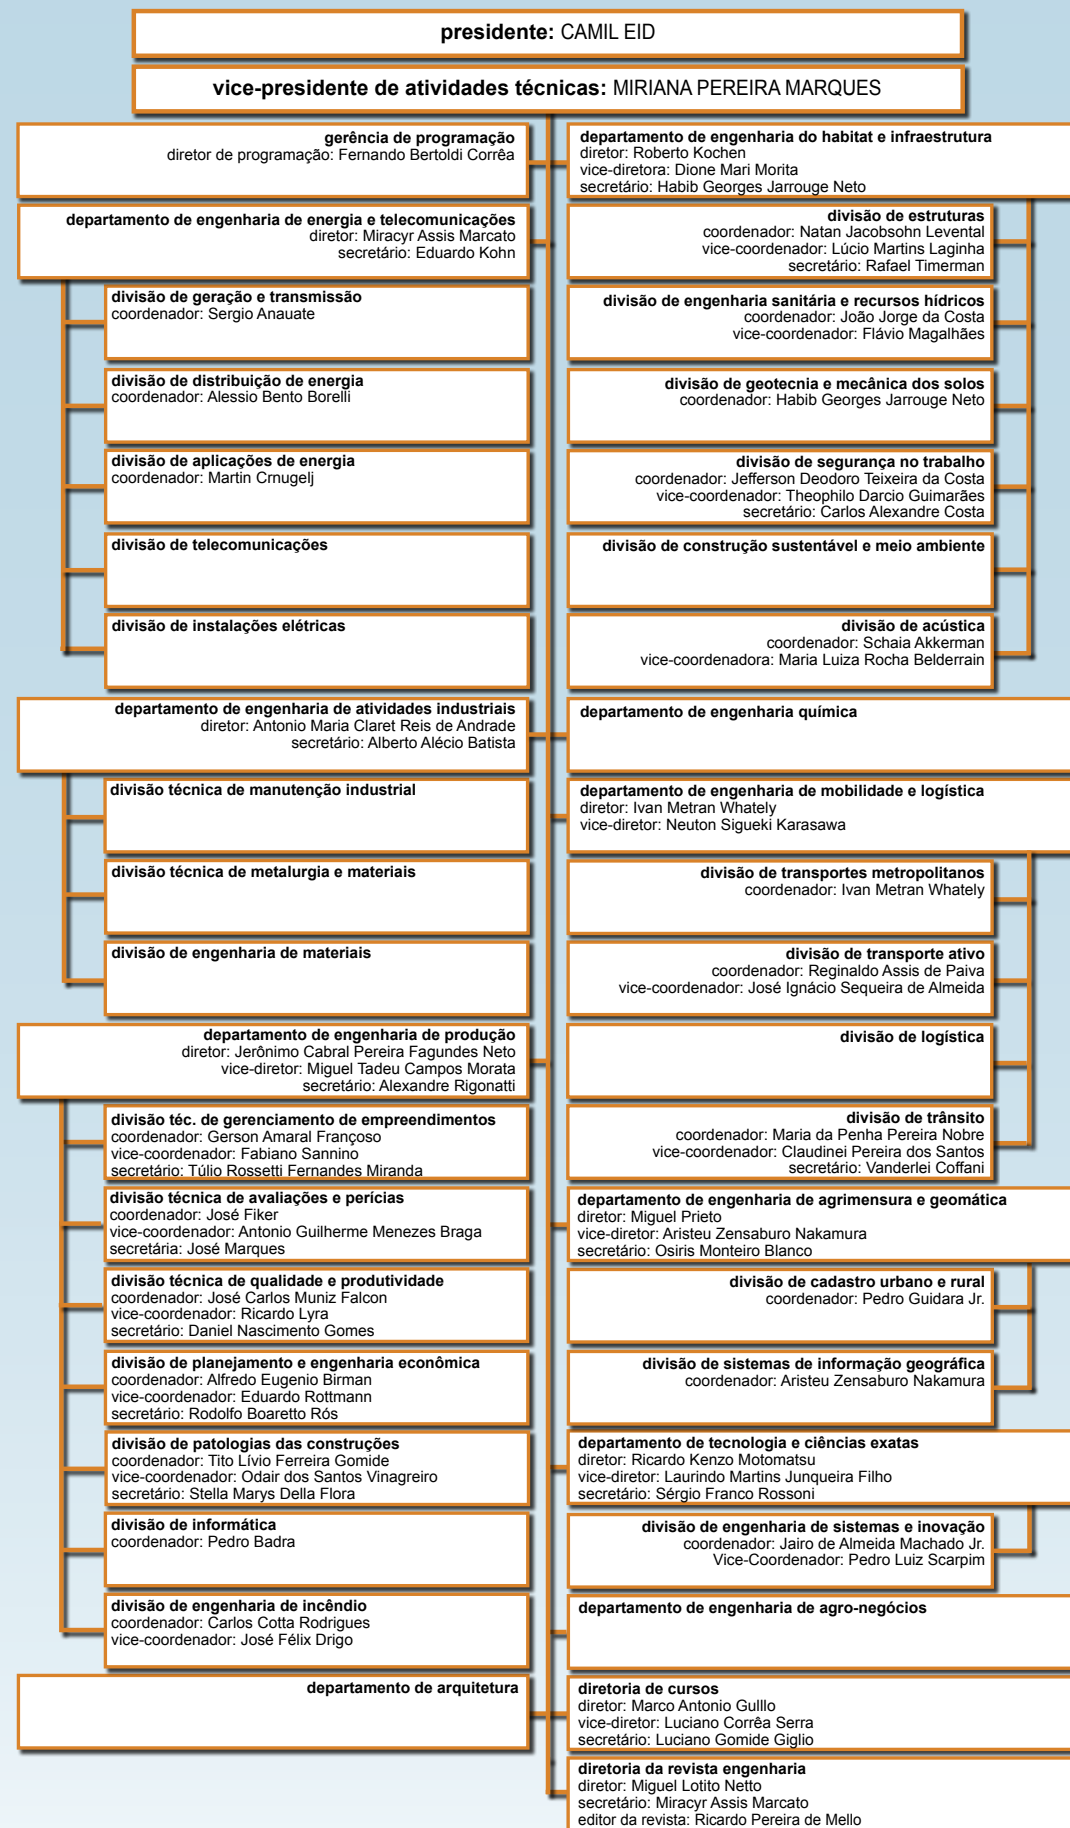 presidente: CAMIL EID
vice-presidente de atividades técnicas: MIRIANA PEREIRA MARQUES
gerência de programação
diretor de programação: Fernando Bertoldi Corrêa
departamento de engenharia de energia e telecomunicações
diretor: Miracyr Assis Marcato
secretário: Eduardo Kohn
divisão de geração e transmissão
coordenador: Sergio Anauate
divisão de distribuição de energia
coordenador: Alessio Bento Borelli
divisão de aplicações de energia
coordenador: Martin Crnugelj
divisão de telecomunicações
divisão de instalações elétricas
departamento de engenharia de atividades industriais
diretor: Antonio Maria Claret Reis de Andrade
secretário: Alberto Alécio Batista
divisão técnica de manutenção industrial
divisão técnica de metalurgia e materiais
divisão de engenharia de materiais
departamento de engenharia de produção
diretor: Jerônimo Cabral Pereira Fagundes Neto
vice-diretor: Miguel Tadeu Campos Morata
secretário: Alexandre Rigonatti
divisão téc. de gerenciamento de empreendimentos
coordenador: Gerson Amaral Françoso
vice-coordenador: Fabiano Sannino
secretário: Túlio Rossetti Fernandes Miranda
divisão técnica de avaliações e perícias
coordenador: José Fiker
vice-coordenador: Antonio Guilherme Menezes Braga
secretária: José Marques
divisão técnica de qualidade e produtividade
coordenador: José Carlos Muniz Falcon
vice-coordenador: Ricardo Lyra
secretário: Daniel Nascimento Gomes
divisão de planejamento e engenharia econômica
coordenador: Alfredo Eugenio Birman
vice-coordenador: Eduardo Rottmann
secretário: Rodolfo Boaretto Rós
divisão de patologias das construções
coordenador: Tito Lívio Ferreira Gomide
vice-coordenador: Odair dos Santos Vinagreiro
secretário: Stella Marys Della Flora
divisão de informática
coordenador: Pedro Badra
divisão de engenharia de incêndio
coordenador: Carlos Cotta Rodrigues
vice-coordenador: José Félix Drigo
departamento de arquitetura
departamento de engenharia do habitat e infraestrutura
diretor: Roberto Kochen
vice-diretora: Dione Mari Morita
secretário: Habib Georges Jarrouge Neto
divisão de estruturas
coordenador: Natan Jacobsohn Levental
vice-coordenador: Lúcio Martins Laginha
secretário: Rafael Timerman
divisão de engenharia sanitária e recursos hídricos
coordenador: João Jorge da Costa
vice-coordenador: Flávio Magalhães
divisão de geotecnia e mecânica dos solos
coordenador: Habib Georges Jarrouge Neto
divisão de segurança no trabalho
coordenador: Jefferson Deodoro Teixeira da Costa
vice-coordenador: Theophilo Darcio Guimarães
secretário: Carlos Alexandre Costa
divisão de construção sustentável e meio ambiente
divisão de acústica
coordenador: Schaia Akkerman
vice-coordenadora: Maria Luiza Rocha Belderrain
departamento de engenharia química
departamento de engenharia de mobilidade e logística
diretor: Ivan Metran Whately
vice-diretor: Neuton Sigueki Karasawa
divisão de transportes metropolitanos
coordenador: Ivan Metran Whately
divisão de transporte ativo
coordenador: Reginaldo Assis de Paiva
vice-coordenador: José Ignácio Sequeira de Almeida
divisão de logística
divisão de trânsito
coordenador: Maria da Penha Pereira Nobre
vice-coordenador: Claudinei Pereira dos Santos
secretário: Vanderlei Coffani
departamento de engenharia de agrimensura e geomática
diretor: Miguel Prieto
vice-diretor: Aristeu Zensaburo Nakamura
secretário: Osiris Monteiro Blanco
divisão de cadastro urbano e rural
coordenador: Pedro Guidara Jr.
divisão de sistemas de informação geográfica
coordenador: Aristeu Zensaburo Nakamura
departamento de tecnologia e ciências exatas
diretor: Ricardo Kenzo Motomatsu
vice-diretor: Laurindo Martins Junqueira Filho
secretário: Sérgio Franco Rossoni
divisão de engenharia de sistemas e inovação
coordenador: Jairo de Almeida Machado Jr.
Vice-Coordenador: Pedro Luiz Scarpim
departamento de engenharia de agro-negócios
diretoria de cursos
diretor: Marco Antonio Gulllo
vice-diretor: Luciano Corrêa Serra
secretário: Luciano Gomide Giglio
diretoria da revista engenharia
diretor: Miguel Lotito Netto
secretário: Miracyr Assis Marcato
editor da revista: Ricardo Pereira de Mello